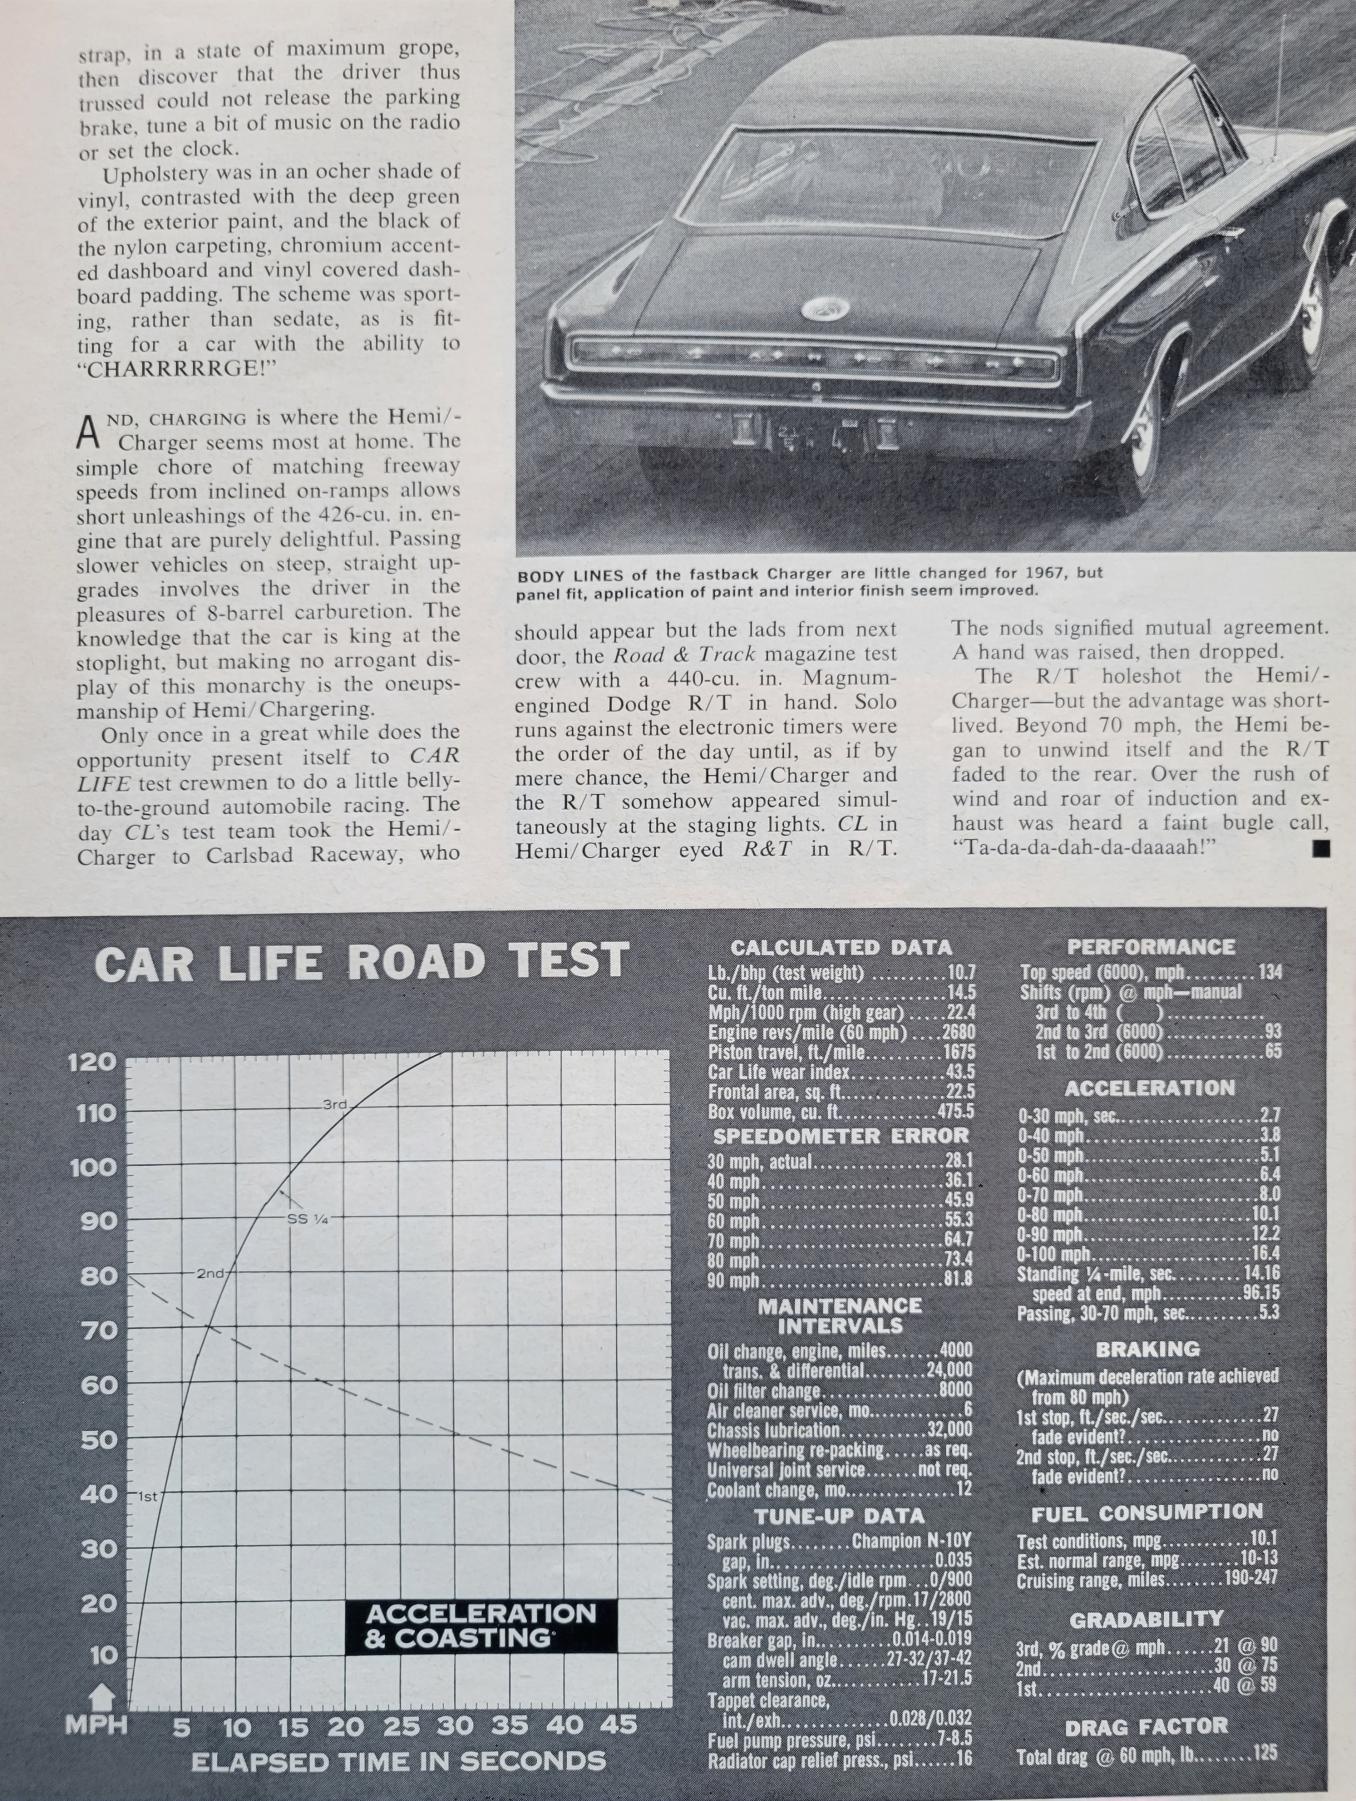 strap, in a state of maximum grope,
then discover that the driver thus
trussed could not release the parking
brake, tune a bit of music on the radio
or set the clock.
Upholstery was in an ocher shade of
vinyl, contrasted with the deep green
of the exterior paint, and the black of
the nylon carpeting, chromium accent-
ed dashboard and vinyl covered dash-
board padding. The scheme was sport-
ing, rather than sedate, as is fit-
ting for a car with the ability to
“CHARRRRRGE!”
AND, CHARGING is where the Hemi/-
Charger seems most at home. The
simple chore of matching freeway
speeds from inclined on-ramps allows
short unleashings of the 426-cu. in. en-
gine that are purely delightful. Passing
slower vehicles on steep, straight up-
grades involves the driver in the
pleasures of 8-barrel carburetion. The
knowledge that the car is king at the
stoplight, but making no arrogant dis-
play of this monarchy is the oneups-
manship of Hemi/Chargering.
Only once in a great while does the
opportunity present itself to CAR
LIFE test crewmen to do a little belly-
to-the-ground automobile racing. The
day CL's test team took the Hemi/-
Charger to Carlsbad Raceway, who
BODY LINES of the fastback Charger are little changed for 1967, but
panel fit, application of paint and interior finish seem improved.
should appear but the lads from next
door, the Road & Track magazine test
crew with a 440-cu. in. Magnum-
engined Dodge R/T in hand. Solo
runs against the electronic timers were
the order of the day until, as if by
mere chance, the Hemi/Charger and
the R/T somehow appeared simul-
taneously at the staging lights. CL in
Hemi/Charger eyed R&T in R/T.
The nods signified mutual agreement.
A hand was raised, then dropped.
The R/T holeshot the Hemi/-
Charger—but the advantage was short-
lived. Beyond 70 mph, the Hemi be-
gan to unwind itself and the R/T
faded to the rear. Over the rush of
wind and roar of induction and ex-
haust was heard a faint bugle call,
“Ta-da-da-dah-da-daaaah!” ■
CAR LIFE ROAD TEST
120
110
100
90
80
70
60
50
40
30
20
10
MPH
3rd
SS ¼
2nd
1st
ACCELERATION
& COASTING
5 10 15 20 25 30 35 40 45
ELAPSED TIME IN SECONDS
CALCULATED DATA
Lb./bhp (test weight) ..........10.7
Cu. ft./ton mile................14.5
Mph/1000 rpm (high gear) .....22.4
Engine revs/mile (60 mph) ....2680
Piston travel, ft./mile..........1675
Car Life wear index.............43.5
Frontal area, sq. ft..............22.5
Box volume, cu. ft.............475.5
SPEEDOMETER ERROR
30 mph, actual.................28.1
40 mph........................36.1
50 mph........................45.9
60 mph........................55.3
70 mph........................64.7
80 mph........................73.4
90 mph........................81.8
MAINTENANCE
INTERVALS
Oil change, engine, miles.......4000
trans. & differential........24,000
Oil filter change...............8000
Air cleaner service, mo.............6
Chassis lubrication...........32,000
Wheelbearing re-packing.....as req.
Universal joint service.......not req.
Coolant change, mo..............12
TUNE-UP DATA
Spark plugs........Champion N-10Y
gap, in.....................0.035
Spark setting, deg./idle rpm...0/900
cent. max. adv., deg./rpm.17/2800
vac. max. adv., deg./in. Hg..19/15
Breaker gap, in..........0.014-0.019
cam dwell angle......27-32/37-42
arm tension, oz............17-21.5
Tappet clearance,
int./exh.............0.028/0.032
Fuel pump pressure, psi........7-8.5
Radiator cap relief press., psi......16
PERFORMANCE
Top speed (6000), mph.........134
Shifts (rpm) @ mph—manual
3rd to 4th ( ).............
2nd to 3rd (6000).............93
1st to 2nd (6000).............65
ACCELERATION
0-30 mph, sec..................2.7
0-40 mph......................3.8
0-50 mph......................5.1
0-60 mph......................6.4
0-70 mph......................8.0
0-80 mph.....................10.1
0-90 mph.....................12.2
0-100 mph....................16.4
Standing ¼-mile, sec.........14.16
speed at end, mph..........96.15
Passing, 30-70 mph, sec..........5.3
BRAKING
(Maximum deceleration rate achieved
from 80 mph)
1st stop, ft./sec./sec.............27
fade evident?..................no
2nd stop, ft./sec./sec............27
fade evident?..................no
FUEL CONSUMPTION
Test conditions, mpg............10.1
Est. normal range, mpg........10-13
Cruising range, miles........190-247
GRADABILITY
3rd, % grade @ mph......21 @ 90
2nd......................30 @ 75
1st.......................40 @ 59
DRAG FACTOR
Total drag @ 60 mph, lb........125